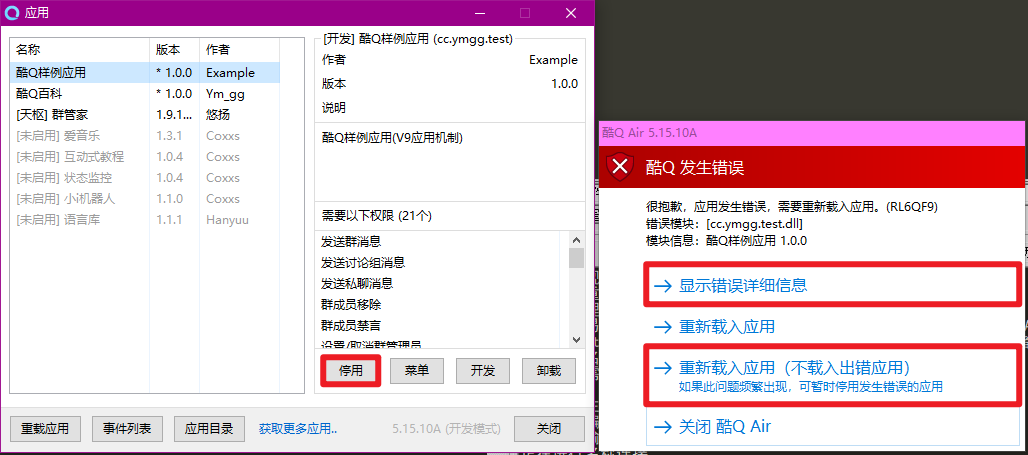 应用
名称 版本 作者
酷Q样例应用 * 1.0.0 Example
酷Q百科 * 1.0.0 Ym_gg
[天枢] 群管家 1.9.1... 悠扬
[未启用] 爱音乐 1.3.1 Coxxs
[未启用] 互动式教程 1.0.4 Coxxs
[未启用] 状态监控 1.0.4 Coxxs
[未启用] 小i机器人 1.1.0 Coxxs
[未启用] 语言库 1.1.1 Hanyuu
[开发] 酷Q样例应用 (cc.ymgg.test)
作者 Example
版本 1.0.0
说明
酷Q样例应用(V9应用机制)
需要以下权限 (21个)
发送群消息
发送讨论组消息
发送私聊消息
群成员移除
群成员禁言
设置/取消群管理员
停用 菜单 开发 卸载
重载应用 事件列表 应用目录 获取更多应用.. 5.15.10A (开发模式) 关闭
酷Q Air 5.15.10A
酷Q 发生错误
很抱歉，应用发生错误，需要重新载入应用。(RL6QF9)
错误模块：[cc.ymgg.test.dll]
模块信息：酷Q样例应用 1.0.0
显示错误详细信息
重新载入应用
重新载入应用（不载入出错应用）
如果此问题频繁出现，可暂时停用发生错误的应用
关闭 酷Q Air